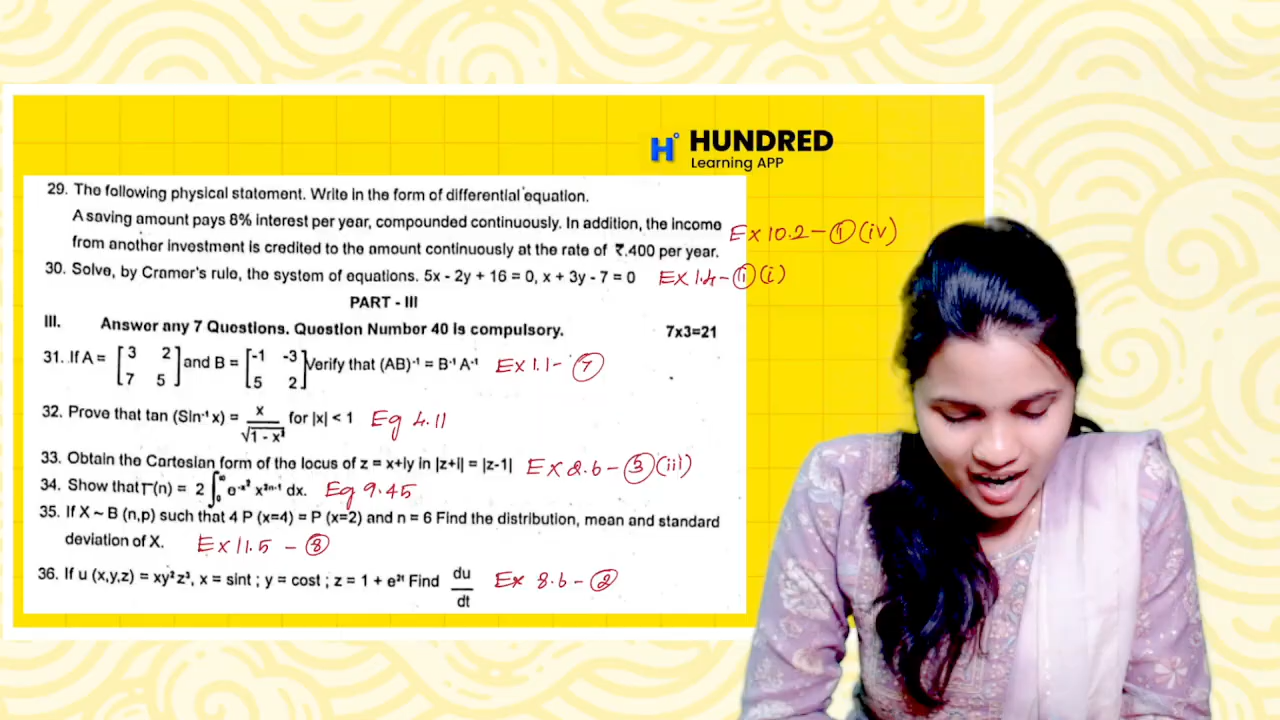 H° HUNDRED
Learning APP
29. The following physical statement. Write in the form of differential equation.
A saving amount pays 8% interest per year, compounded continuously. In addition, the income
from another investment is credited to the amount continuously at the rate of ₹.400 per year. Ex 10.2 - ① (iv)
30. Solve, by Cramer's rule, the system of equations. 5x - 2y + 16 = 0, x + 3y - 7 = 0 Ex 1.4 - ① (i)
PART - III
III. Answer any 7 Questions. Question Number 40 is compulsory. 7x3=21
31. If A = [3 2 7 5] and B = [-1 -3 5 2] Verify that (AB)⁻¹ = B⁻¹ A⁻¹ Ex 1.1 - ⑦
32. Prove that tan (Sin⁻¹ x) = x/√1 - x² for |x| < 1 Eg 4.11
33. Obtain the Cartesian form of the locus of z = x+iy in |z+i| = |z-1| Ex 2.6 - ③ (iii)
34. Show that Γ(n) = 2 ∫₀^∞ e^-x² x^2n-1 dx. Eg 9.45
35. If X ~ B (n,p) such that 4 P (x=4) = P (x=2) and n = 6 Find the distribution, mean and standard
deviation of X. Ex 11.5 - ⑧
36. If u (x,y,z) = xy²z³, x = sint ; y = cost ; z = 1 + e²ᵗ Find du/dt Ex 8.6 - ②